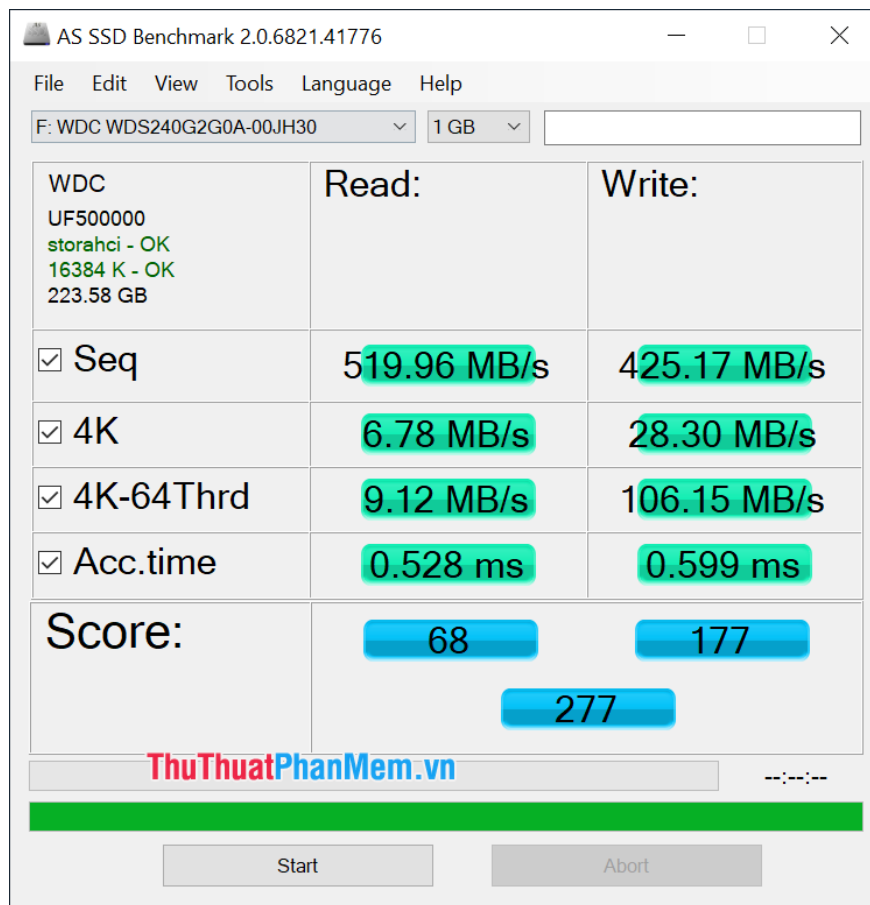 AS SSD Benchmark 2.0.6821.41776
File Edit View Tools Language Help
F: WDC WDS240G2G0A-00JH30 1 GB
WDC
UF500000
storahci - OK
16384 K - OK
223.58 GB
Read: Write:
Seq 519.96 MB/s 425.17 MB/s
4K 6.78 MB/s 28.30 MB/s
4K-64Thrd 9.12 MB/s 106.15 MB/s
Acc.time 0.528 ms 0.599 ms
Score: 68 177
277
ThuThuatPhanMem.vn
--:--:--
Start Abort